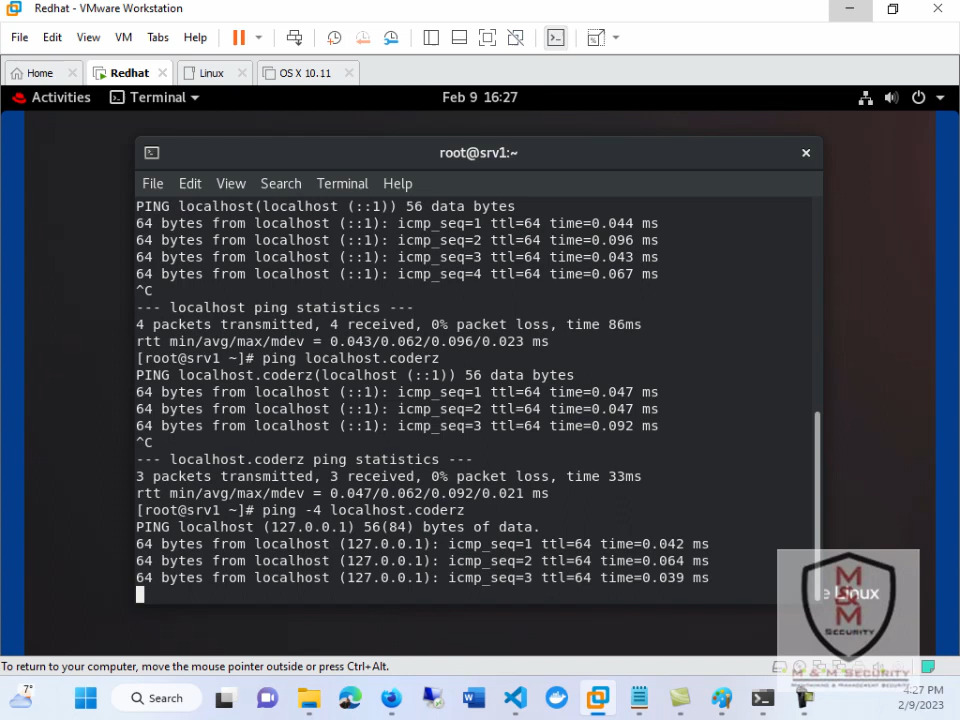 Redhat - VMware Workstation
File Edit View VM Tabs Help
Home Redhat Linux OS X 10.11
Activities Terminal Feb 9 16:27
root@srv1:~
File Edit View Search Terminal Help
PING localhost(localhost (::1)) 56 data bytes
64 bytes from localhost (::1): icmp_seq=1 ttl=64 time=0.044 ms
64 bytes from localhost (::1): icmp_seq=2 ttl=64 time=0.096 ms
64 bytes from localhost (::1): icmp_seq=3 ttl=64 time=0.043 ms
64 bytes from localhost (::1): icmp_seq=4 ttl=64 time=0.067 ms
^C
--- localhost ping statistics ---
4 packets transmitted, 4 received, 0% packet loss, time 86ms
rtt min/avg/max/mdev = 0.043/0.062/0.096/0.023 ms
[root@srv1 ~]# ping localhost.coderz
PING localhost.coderz(localhost (::1)) 56 data bytes
64 bytes from localhost (::1): icmp_seq=1 ttl=64 time=0.047 ms
64 bytes from localhost (::1): icmp_seq=2 ttl=64 time=0.047 ms
64 bytes from localhost (::1): icmp_seq=3 ttl=64 time=0.092 ms
^C
--- localhost.coderz ping statistics ---
3 packets transmitted, 3 received, 0% packet loss, time 33ms
rtt min/avg/max/mdev = 0.047/0.062/0.092/0.021 ms
[root@srv1 ~]# ping -4 localhost.coderz
PING localhost (127.0.0.1) 56(84) bytes of data.
64 bytes from localhost (127.0.0.1): icmp_seq=1 ttl=64 time=0.042 ms
64 bytes from localhost (127.0.0.1): icmp_seq=2 ttl=64 time=0.064 ms
64 bytes from localhost (127.0.0.1): icmp_seq=3 ttl=64 time=0.039 ms
M
e Linux
&
M
SECURITY
To return to your computer, move the mouse pointer outside or press Ctrl+Alt.
M & M SECURITY
7°
Search
4:27 PM
2/9/2023